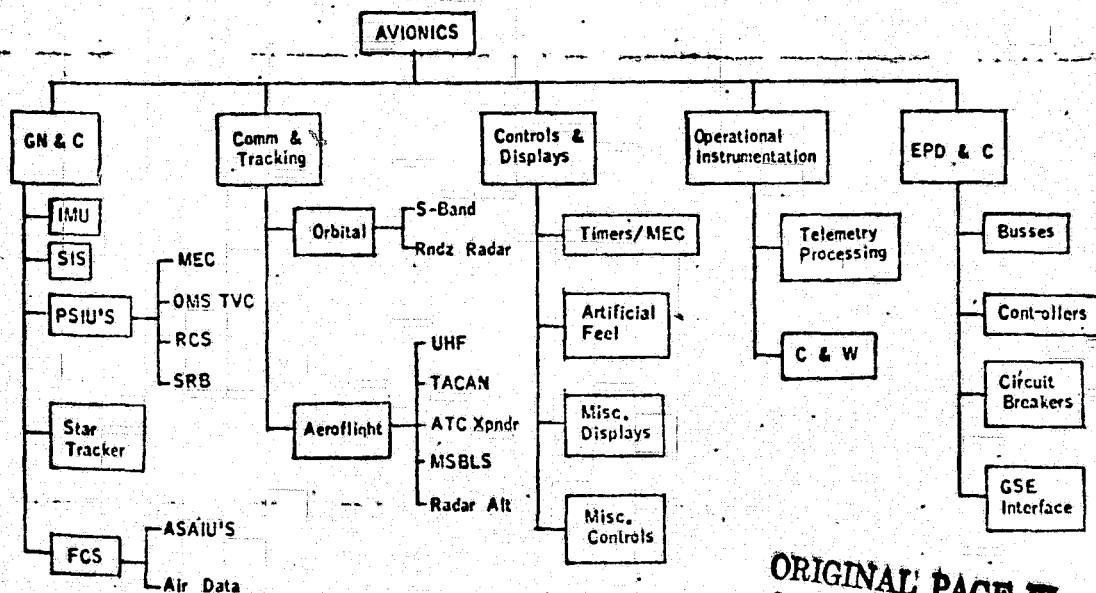 AVIONICS
GN & C
IMU
SIS
PSIU'S
MEC
OMS TVC
RCS
SRB
Star
Tracker
FCS
ASAIU'S
Air Data
Comm &
Tracking
Orbital
S-Band
Rndz Radar
Aeroflight
UHF
TACAN
ATC Xpndr
MSBLS
Radar Alt
Controls &
Displays
Timers/MEC
Artificial
Feel
Misc.
Displays
Misc.
Controls
Operational
Instrumentation
Telemetry
Processing
C & W
EPD & C
Busses
Cont-ollers
Circuit
Breakers
GSE
Interface
ORIGINAL PAGE